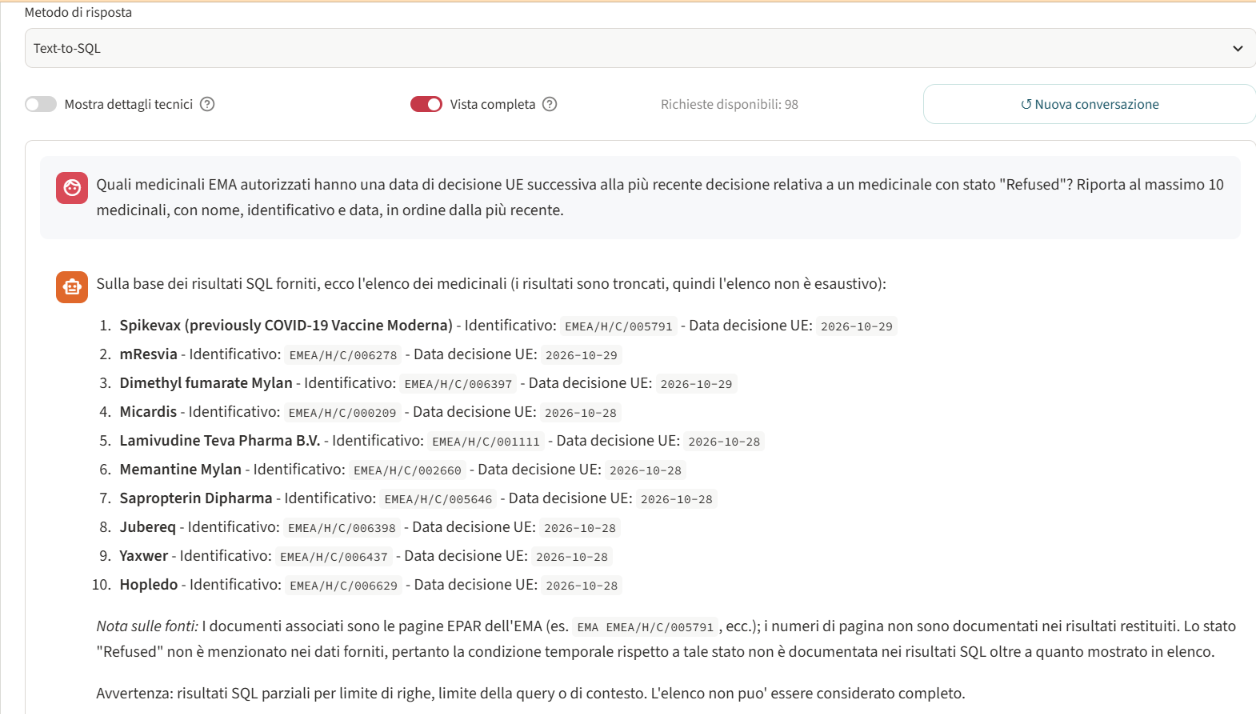 Metodo di risposta
Text-to-SQL
Mostra dettagli tecnici ?
Vista completa ?
Richieste disponibili: 98
↺ Nuova conversazione
Quali medicinali EMA autorizzati hanno una data di decisione UE successiva alla più recente decisione relativa a un medicinale con stato "Refused"? Riporta al massimo 10
medicinali, con nome, identificativo e data, in ordine dalla più recente.
Sulla base dei risultati SQL forniti, ecco l'elenco dei medicinali (i risultati sono troncati, quindi l'elenco non è esaustivo):
1. Spikevax (previously COVID-19 Vaccine Moderna) - Identificativo: EMEA/H/C/005791 - Data decisione UE: 2026-10-29
2. mResvia - Identificativo: EMEA/H/C/006278 - Data decisione UE: 2026-10-29
3. Dimethyl fumarate Mylan - Identificativo: EMEA/H/C/006397 - Data decisione UE: 2026-10-29
4. Micardis - Identificativo: EMEA/H/C/000209 - Data decisione UE: 2026-10-28
5. Lamivudine Teva Pharma B.V. - Identificativo: EMEA/H/C/001111 - Data decisione UE: 2026-10-28
6. Memantine Mylan - Identificativo: EMEA/H/C/002660 - Data decisione UE: 2026-10-28
7. Sapropterin Dipharma - Identificativo: EMEA/H/C/005646 - Data decisione UE: 2026-10-28
8. Jubereq - Identificativo: EMEA/H/C/006398 - Data decisione UE: 2026-10-28
9. Yaxwer - Identificativo: EMEA/H/C/006437 - Data decisione UE: 2026-10-28
10. Hopledo - Identificativo: EMEA/H/C/006629 - Data decisione UE: 2026-10-28
Nota sulle fonti: I documenti associati sono le pagine EPAR dell'EMA (es. EMA EMEA/H/C/005791 , ecc.); i numeri di pagina non sono documentati nei risultati restituiti. Lo stato
"Refused" non è menzionato nei dati forniti, pertanto la condizione temporale rispetto a tale stato non è documentata nei risultati SQL oltre a quanto mostrato in elenco.
Avvertenza: risultati SQL parziali per limite di righe, limite della query o di contesto. L'elenco non puo' essere considerato completo.